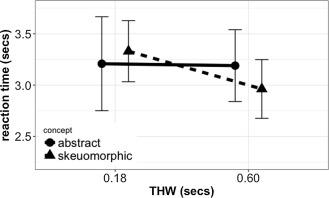 reaction time (secs)
3.5
3.0
2.5
concept
abstract
skeuomorphic
0.18
0.60
THW (secs)